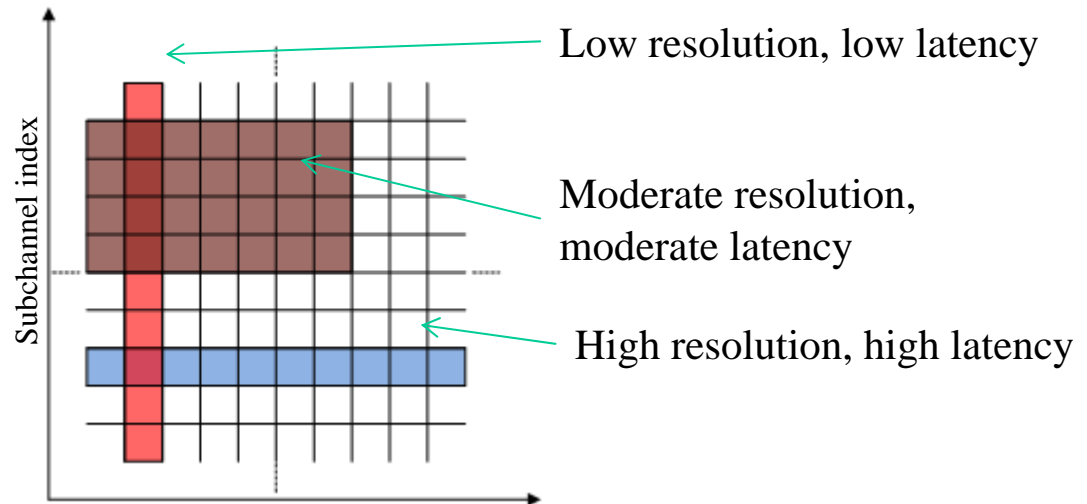 Low resolution, low latency
Subchannel index
Moderate resolution,
moderate latency
High resolution, high latency